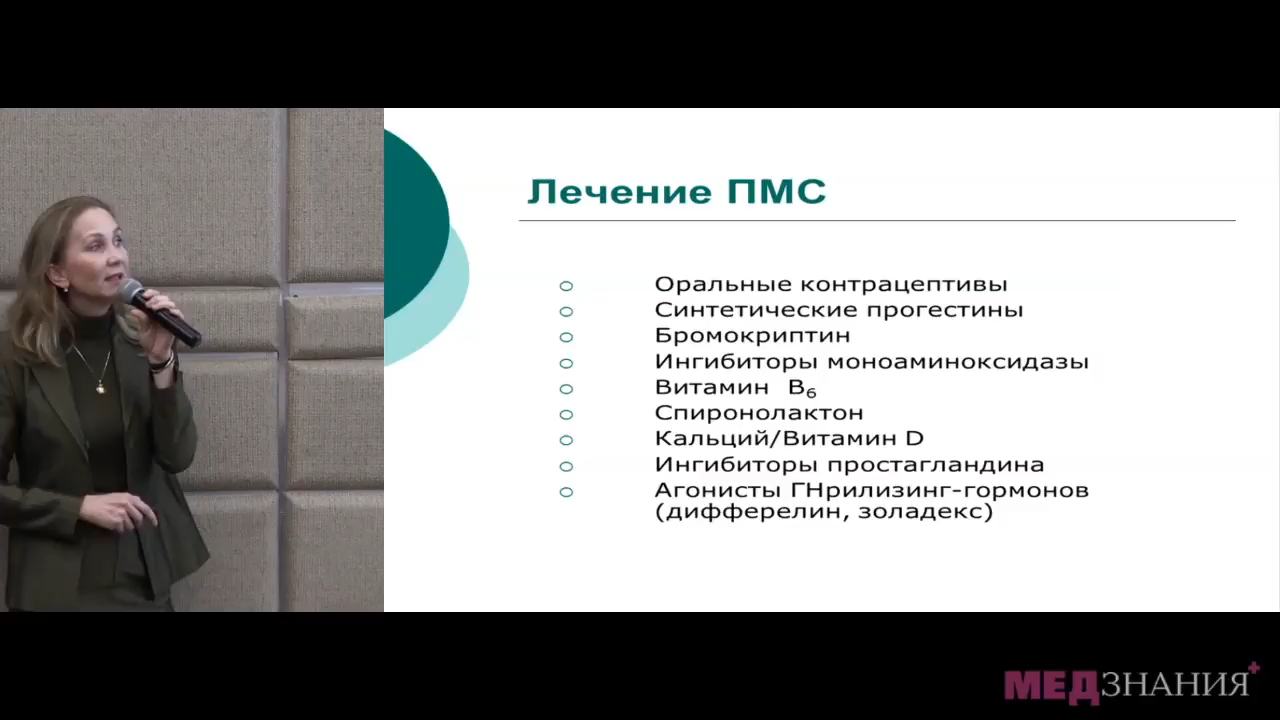 Лечение ПМС
Оральные контрацептивы
Синтетические прогестины
Бромокриптин
Ингибиторы моноаминоксидазы
Витамин В6
Спиронолактон
Кальций/Витамин D
Ингибиторы простагландина
Агонисты ГНрилизинг-гормонов
(дифферелин, золадекс)
МЕДЗНАНИЯ+